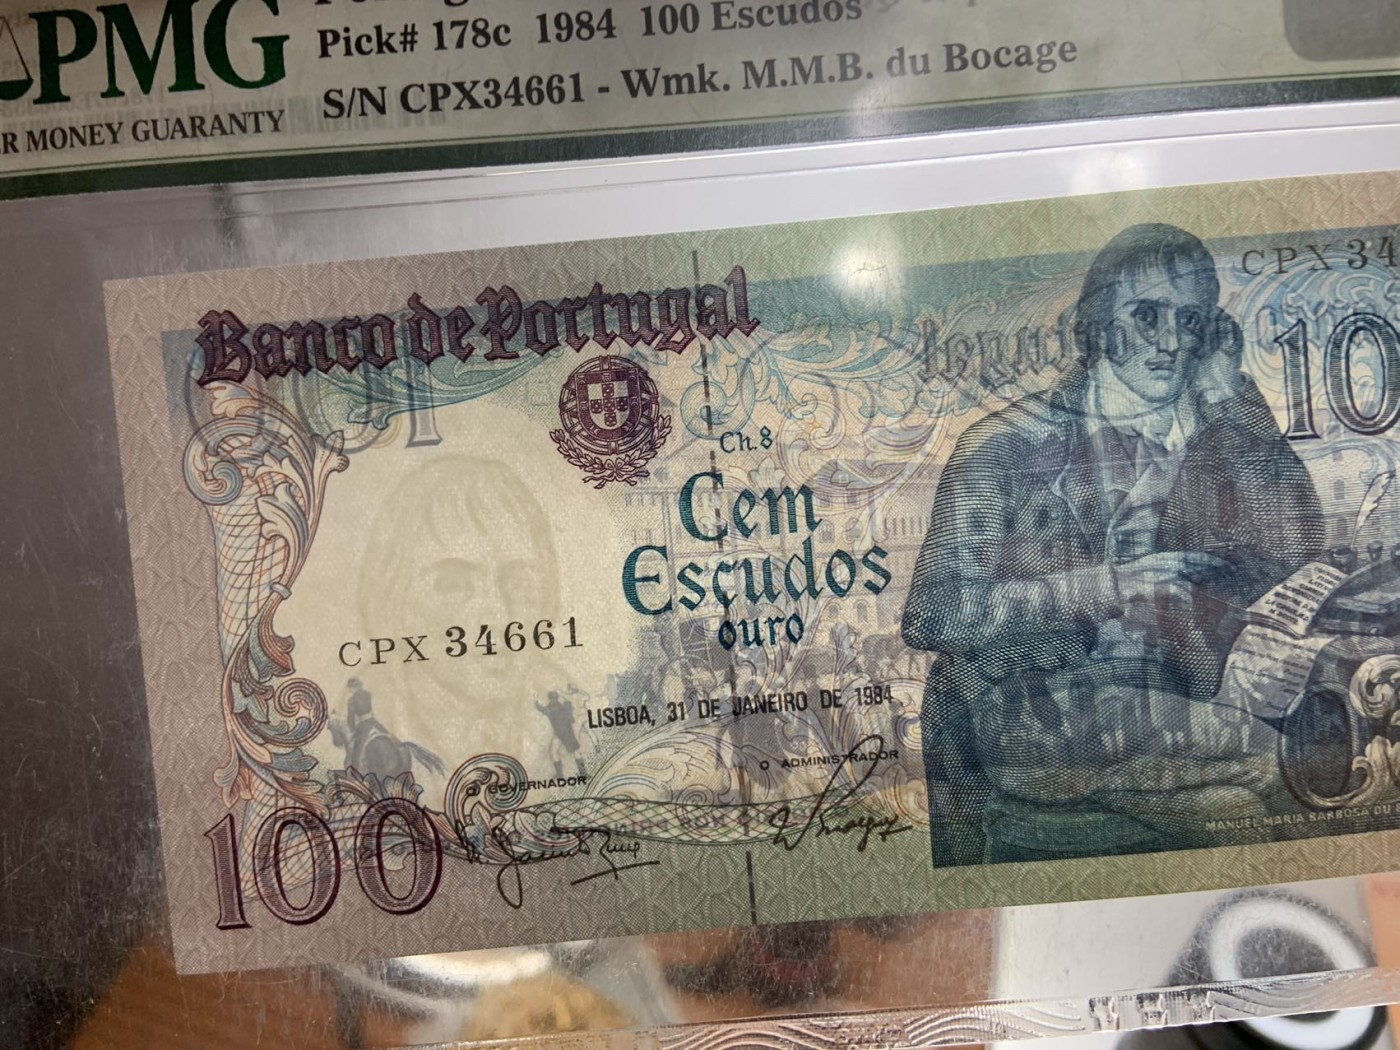 PMG
Pick# 178c 1984 100 Escudos
S/N CPX34661 - Wmk. M.M.B. du Bocage
MONEY GUARANTY
Banco de Portugal
CPX 34
10
Ch. 8
Cem
Escudos
ouro
CPX 34661
LISBOA, 31 DE JANEIRO DE 1984
O GOVERNADOR
O ADMINISTRADOR
100
MANUEL MARIA BARBOSA DU